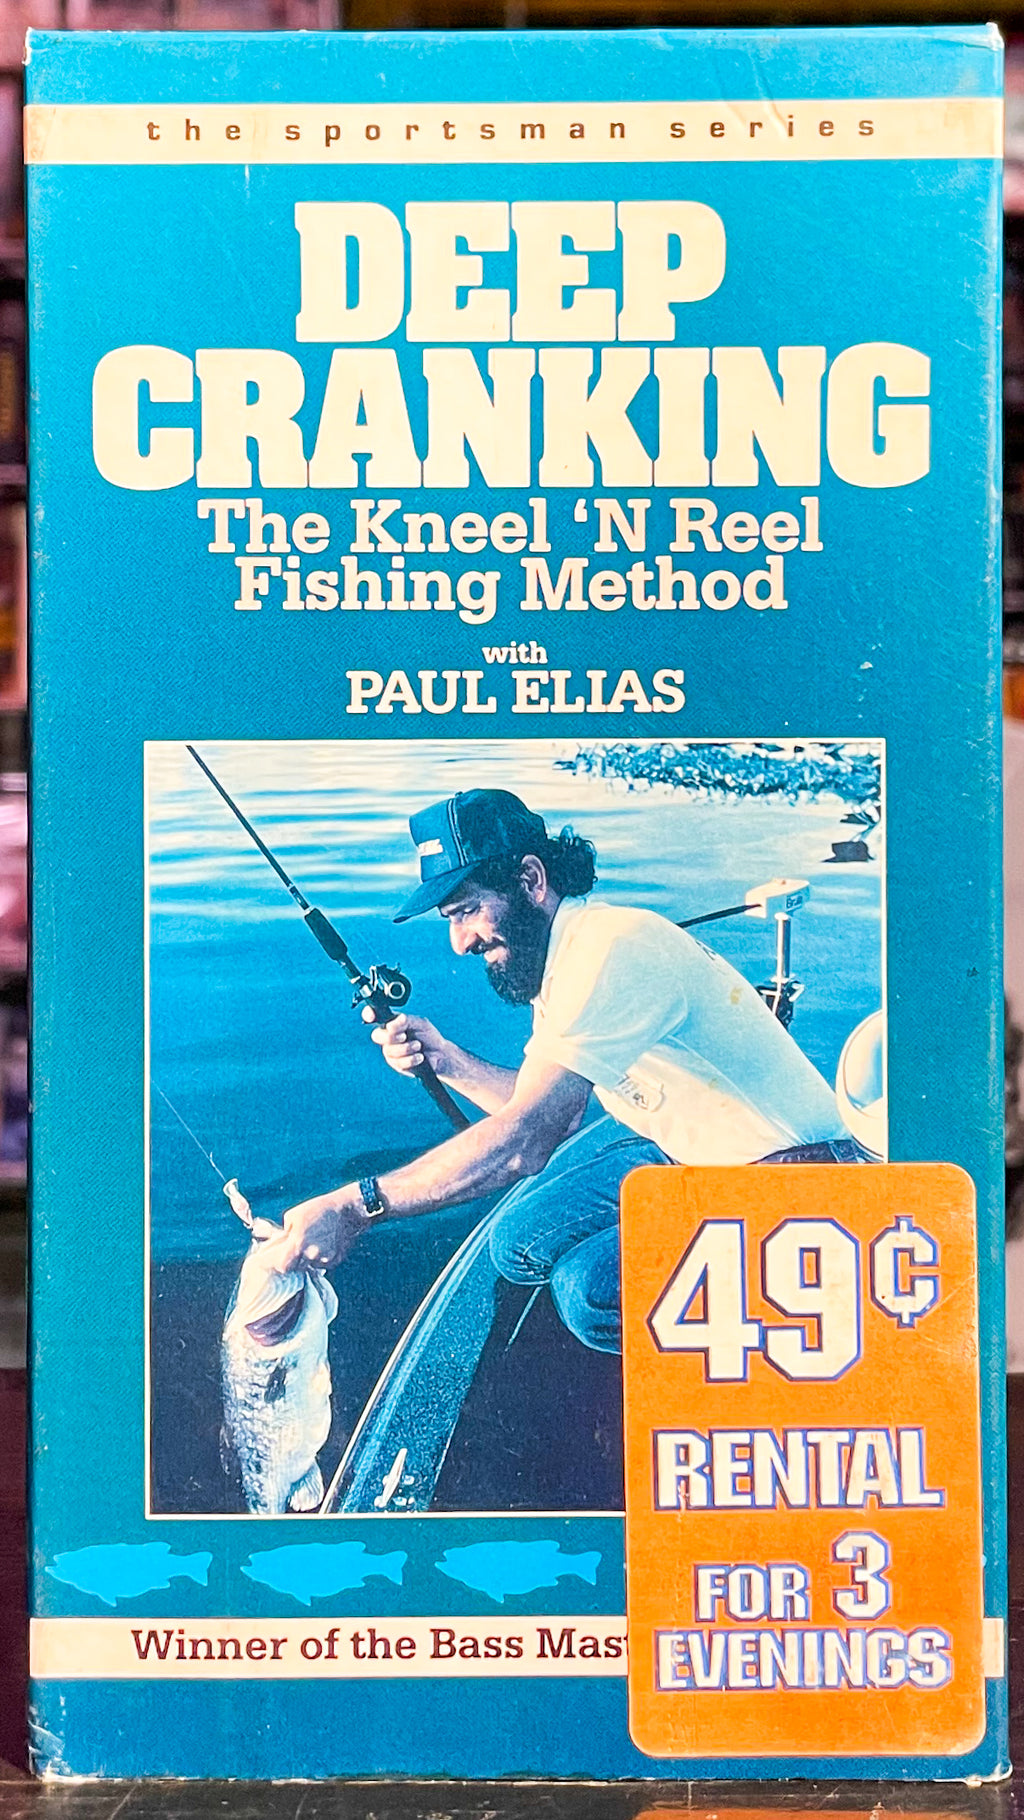 the sportsman series
DEEP
CRANKING
The Kneel ‘N Reel
Fishing Method
with
PAUL ELIAS
49¢
RENTAL
FOR 3
EVENINGS
Winner of the Bass Mast